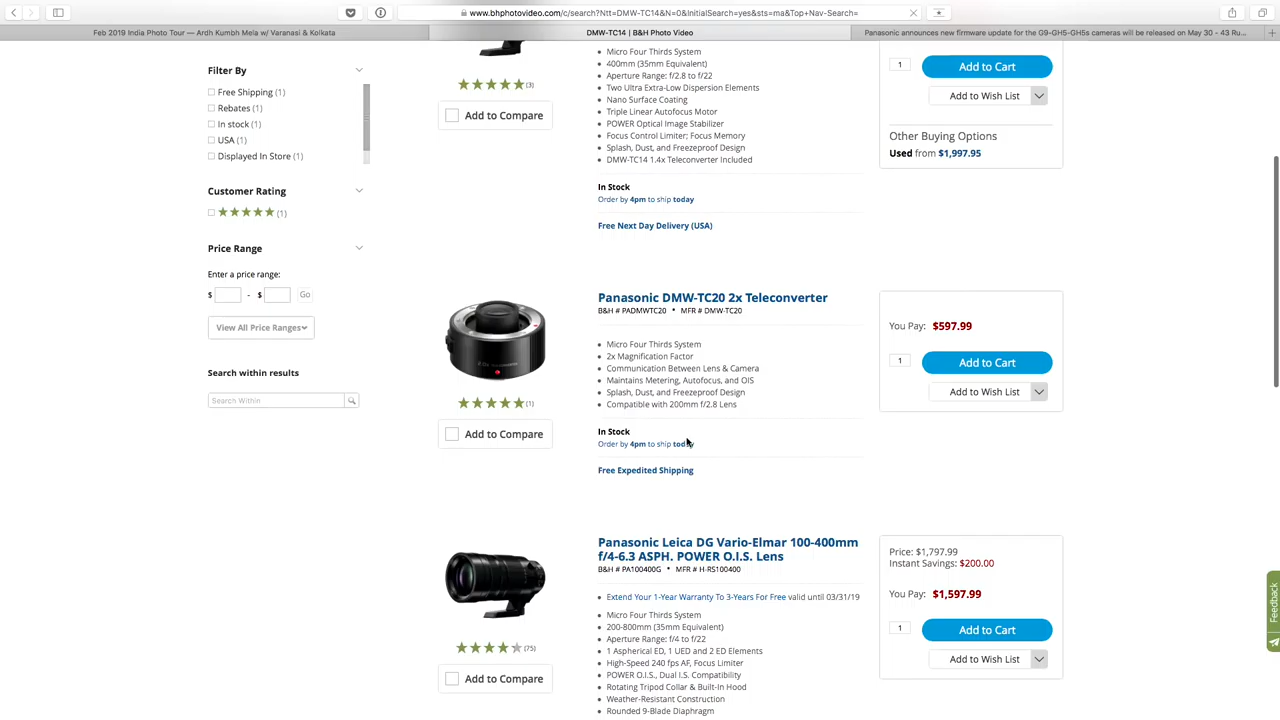 www.bhphotovideo.com/c/search?Ntt=DMW-TC14&N=0&InitialSearch=yes&sts=ma&Top+Nav-Search=
Feb 2019 India Photo Tour — Ardh Kumbh Mela w/ Varanasi & Kolkata
DMW-TC14 | B&H Photo Video
Panasonic announces new firmware update for the G9-GH5-GH5s cameras will be released on May 30 - 43 Ru...
Filter By
Free Shipping (1)
Rebates (1)
In stock (1)
USA (1)
Displayed In Store (1)
Customer Rating
(1)
Price Range
Enter a price range:
$ - $ Go
View All Price Ranges
Search within results
Search Within
(3)
Add to Compare
Micro Four Thirds System
400mm (35mm Equivalent)
Aperture Range: f/2.8 to f/22
Two Ultra Extra-Low Dispersion Elements
Nano Surface Coating
Triple Linear Autofocus Motor
POWER Optical Image Stabilizer
Focus Control Limiter; Focus Memory
Splash, Dust, and Freezeproof Design
DMW-TC14 1.4x Teleconverter Included
In Stock
Order by 4pm to ship today
Free Next Day Delivery (USA)
1
Add to Cart
Add to Wish List
Other Buying Options
Used from $1,997.95
2.0x
(1)
Add to Compare
Panasonic DMW-TC20 2x Teleconverter
B&H # PADMWTC20 • MFR # DMW-TC20
Micro Four Thirds System
2x Magnification Factor
Communication Between Lens & Camera
Maintains Metering, Autofocus, and OIS
Splash, Dust, and Freezeproof Design
Compatible with 200mm f/2.8 Lens
In Stock
Order by 4pm to ship today
Free Expedited Shipping
You Pay: $597.99
1
Add to Cart
Add to Wish List
(75)
Add to Compare
Panasonic Leica DG Vario-Elmar 100-400mm
f/4-6.3 ASPH. POWER O.I.S. Lens
B&H # PA100400G • MFR # H-RS100400
Extend Your 1-Year Warranty To 3-Years For Free valid until 03/31/19
Micro Four Thirds System
200-800mm (35mm Equivalent)
Aperture Range: f/4 to f/22
1 Aspherical ED, 1 UED and 2 ED Elements
High-Speed 240 fps AF, Focus Limiter
POWER O.I.S., Dual I.S. Compatibility
Rotating Tripod Collar & Built-In Hood
Weather-Resistant Construction
Rounded 9-Blade Diaphragm
Price: $1,797.99
Instant Savings: $200.00
You Pay: $1,597.99
1
Add to Cart
Add to Wish List
Feedback